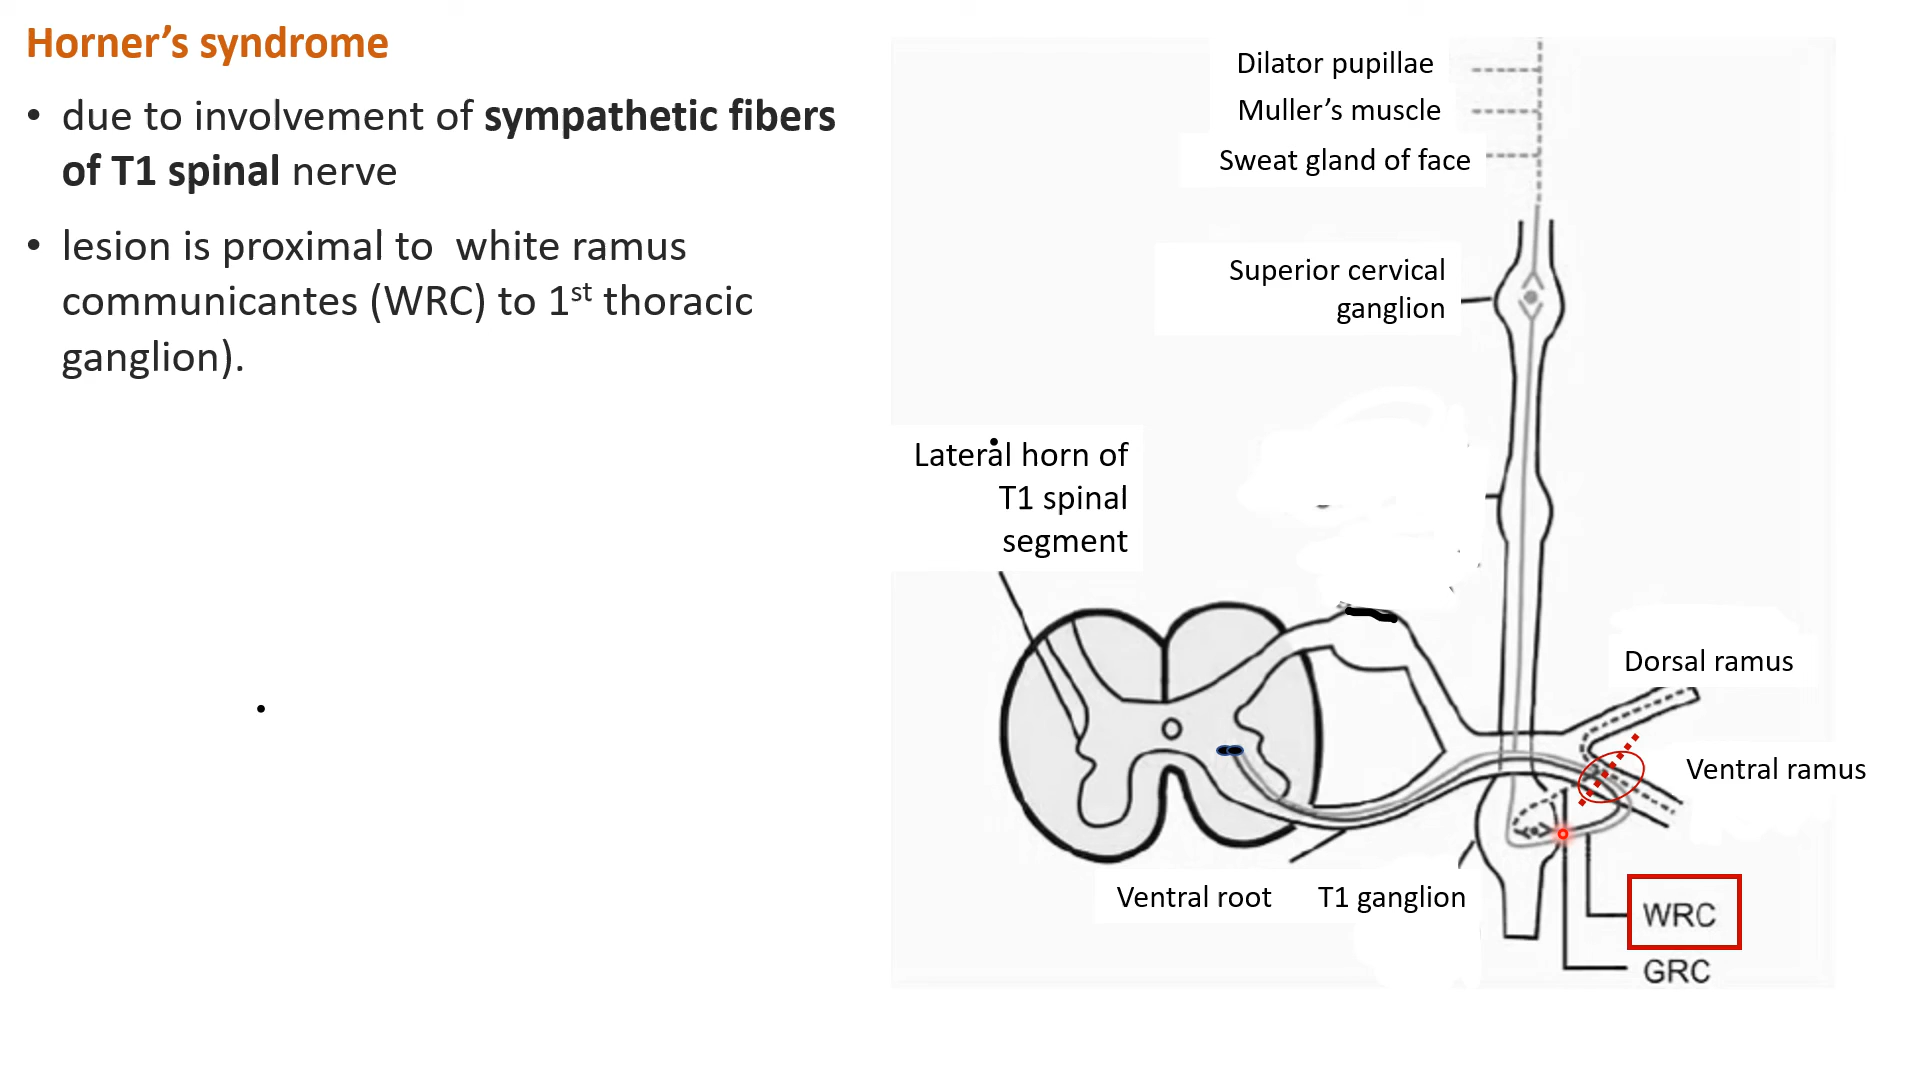 Horner’s syndrome
• due to involvement of sympathetic fibers
of T1 spinal nerve
• lesion is proximal to white ramus
communicantes (WRC) to 1st thoracic
ganglion).
Dilator pupillae
Muller’s muscle
Sweat gland of face
Superior cervical
ganglion
Lateral horn of
T1 spinal
segment
Dorsal ramus
Ventral ramus
Ventral root
T1 ganglion
WRC
GRC